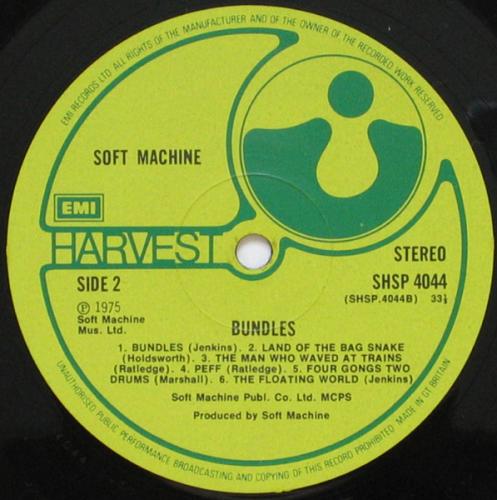 EMI RECORDS LTD ALL RIGHTS OF THE MANUFACTURER AND OF THE OWNER OF THE RECORDED WORK RESERVED
SOFT MACHINE
EMI
HARVEST
STEREO
SIDE 2
SHSP 4044
(SHSP.4044B) 33⅓
Ⓟ 1975
Soft Machine
Mus. Ltd.
BUNDLES
1. BUNDLES (Jenkins). 2. LAND OF THE BAG SNAKE
(Holdsworth). 3. THE MAN WHO WAVED AT TRAINS
(Ratledge). 4. PEFF (Ratledge). 5. FOUR GONGS TWO
DRUMS (Marshall). 6. THE FLOATING WORLD (Jenkins)
Soft Machine Publ. Co. Ltd. MCPS
Produced by Soft Machine
UNAUTHORISED PUBLIC PERFORMANCE BROADCASTING AND COPYING OF THIS RECORD PROHIBITED MADE IN GT BRITAIN